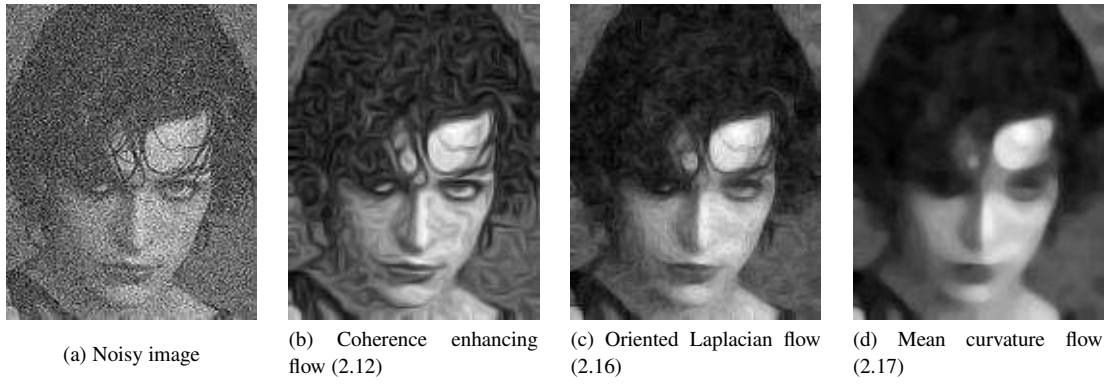 (a) Noisy image
(b) Coherence enhancing
flow (2.12)
(c) Oriented Laplacian flow
(2.16)
(d) Mean curvature flow
(2.17)